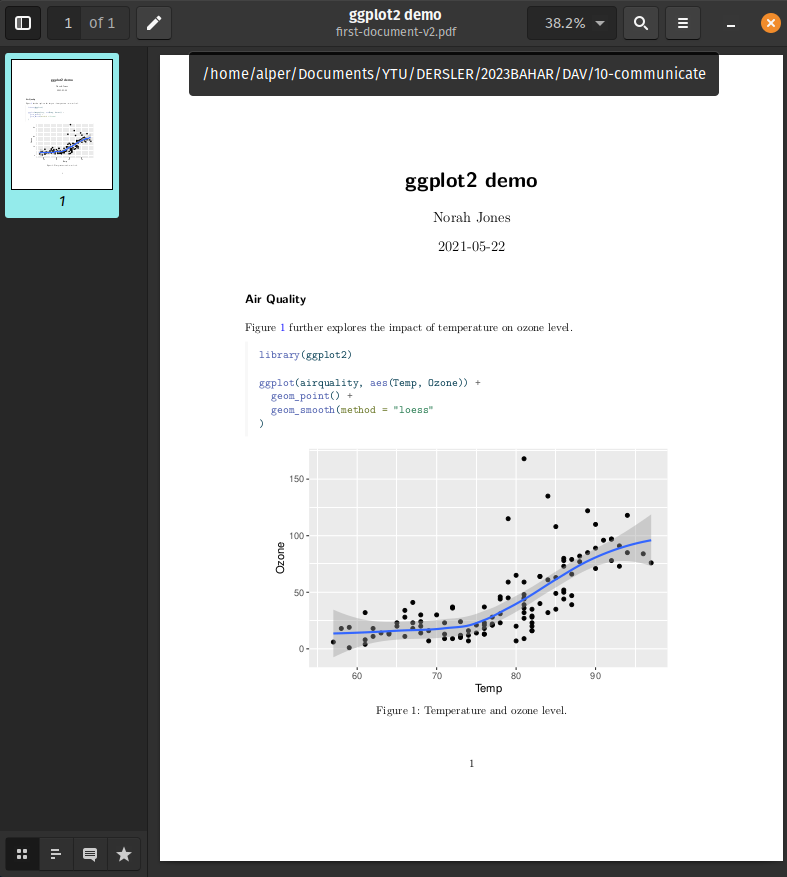 1 of 1
ggplot2 demo
first-document-v2.pdf
38.2%
/home/alper/Documents/YTU/DERSLER/2023BAHAR/DAV/10-communicate
ggplot2 demo
1
ggplot2 demo
Norah Jones
2021-05-22
Air Quality
Figure 1 further explores the impact of temperature on ozone level.
library(ggplot2)
ggplot(airquality, aes(Temp, Ozone)) +
geom_point() +
geom_smooth(method = "loess"
)
150
100
50
0
Ozone
60 70 80 90
Temp
Figure 1: Temperature and ozone level.
1